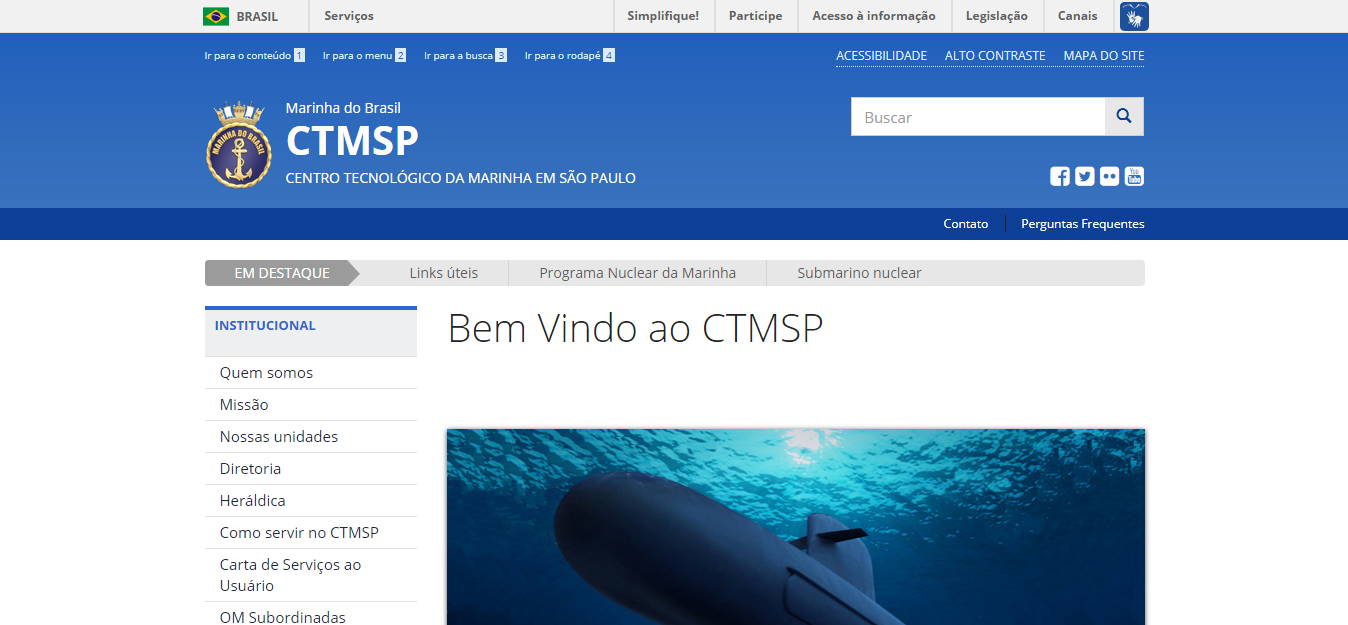 BRASIL
Serviços
Simplifique!
Participe
Acesso à informação
Legislação
Canais
Ir para o conteúdo 1
Ir para o menu 2
Ir para a busca 3
Ir para o rodapé 4
ACESSIBILIDADE
ALTO CONTRASTE
MAPA DO SITE
MARINHA DO BRASIL
Marinha do Brasil
CTMSP
CENTRO TECNOLÓGICO DA MARINHA EM SÃO PAULO
Buscar
You
Tube
Contato
Perguntas Frequentes
EM DESTAQUE
Links úteis
Programa Nuclear da Marinha
Submarino nuclear
INSTITUCIONAL
Quem somos
Missão
Nossas unidades
Diretoria
Heráldica
Como servir no CTMSP
Carta de Serviços ao
Usuário
OM Subordinadas
Bem Vindo ao CTMSP